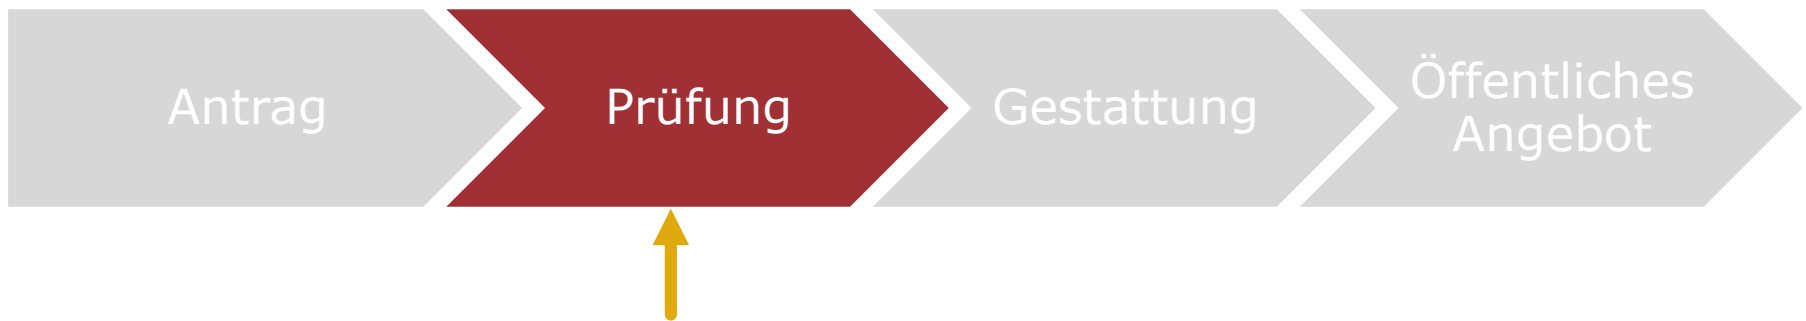 Antrag
Prüfung
Gestattung
Öffentliches
Angebot